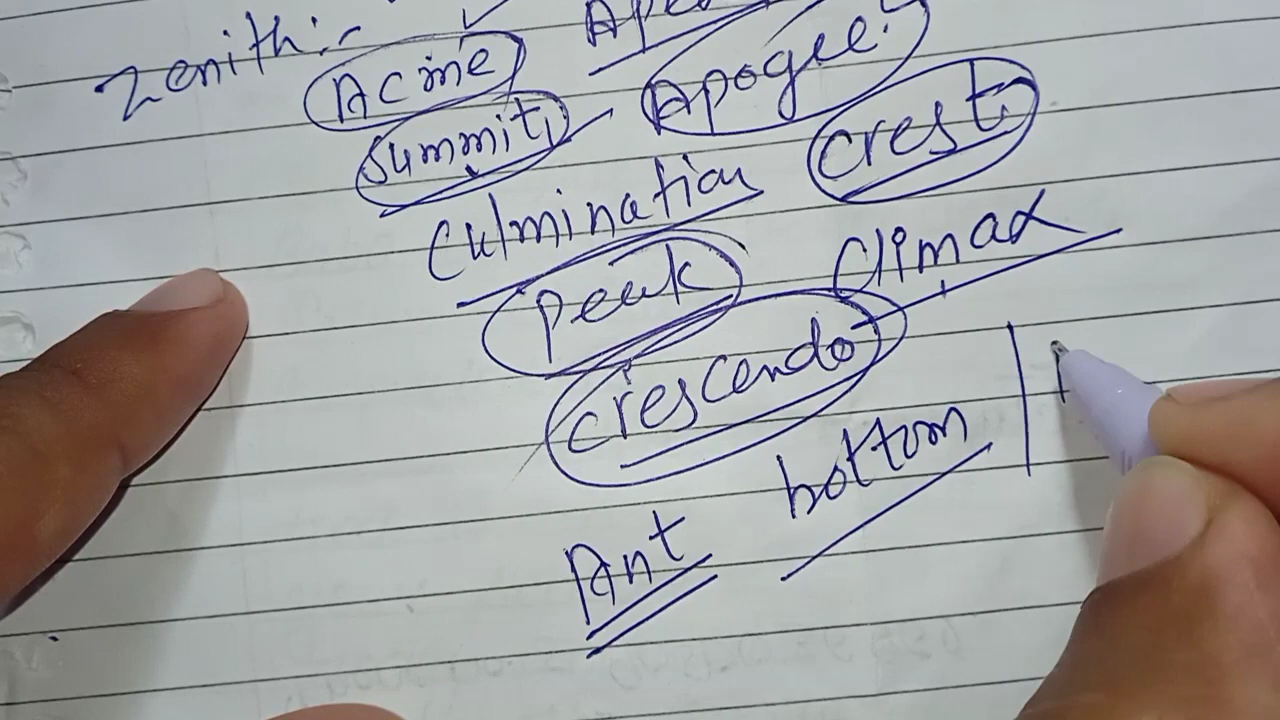 Zenith:-
Acme
Summit, Apogee.
Culmination Crest,
Peak Climax
Crescendo
Ant bottom |